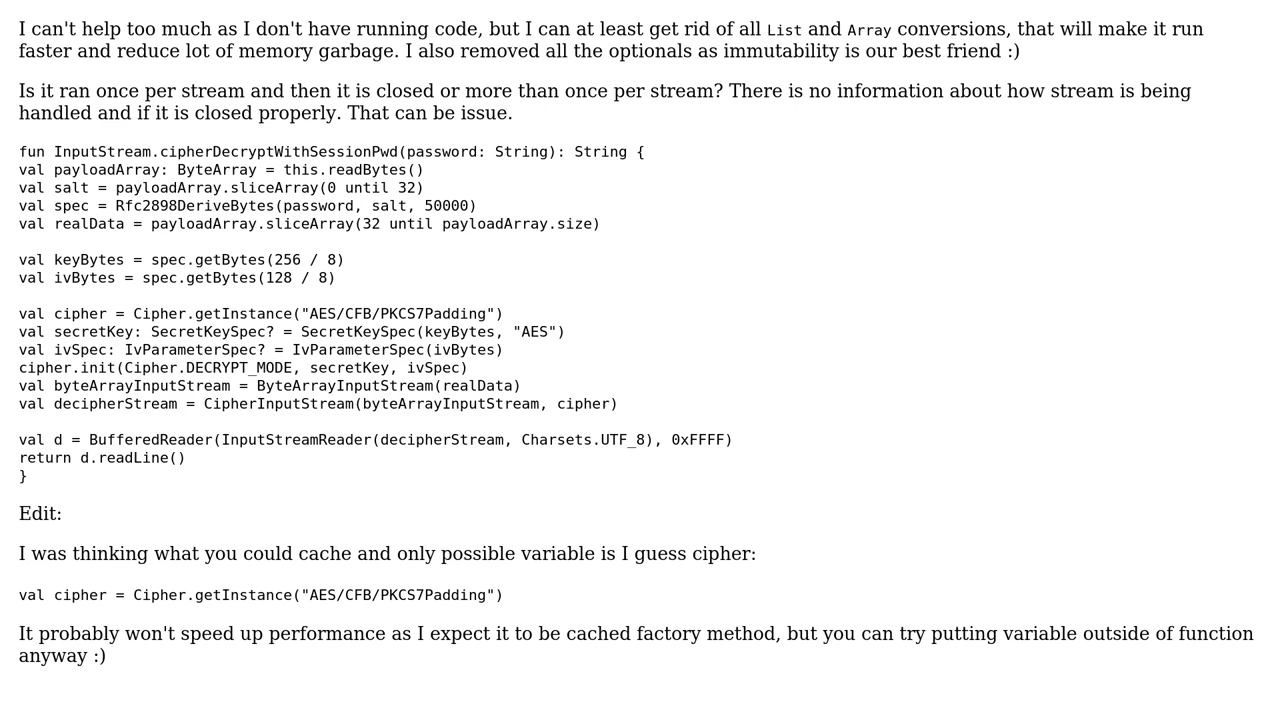 I can't help too much as I don't have running code, but I can at least get rid of all List and Array conversions, that will make it run
faster and reduce lot of memory garbage. I also removed all the optionals as immutability is our best friend :)
Is it ran once per stream and then it is closed or more than once per stream? There is no information about how stream is being
handled and if it is closed properly. That can be issue.
fun InputStream.cipherDecryptWithSessionPwd(password: String): String {
val payloadArray: ByteArray = this.readBytes()
val salt = payloadArray.sliceArray(0 until 32)
val spec = Rfc2898DeriveBytes(password, salt, 50000)
val realData = payloadArray.sliceArray(32 until payloadArray.size)
val keyBytes = spec.getBytes(256 / 8)
val ivBytes = spec.getBytes(128 / 8)
val cipher = Cipher.getInstance("AES/CFB/PKCS7Padding")
val secretKey: SecretKeySpec? = SecretKeySpec(keyBytes, "AES")
val ivSpec: IvParameterSpec? = IvParameterSpec(ivBytes)
cipher.init(Cipher.DECRYPT_MODE, secretKey, ivSpec)
val byteArrayInputStream = ByteArrayInputStream(realData)
val decipherStream = CipherInputStream(byteArrayInputStream, cipher)
val d = BufferedReader(InputStreamReader(decipherStream, Charsets.UTF_8), 0xFFFF)
return d.readLine()
}
Edit:
I was thinking what you could cache and only possible variable is I guess cipher:
val cipher = Cipher.getInstance("AES/CFB/PKCS7Padding")
It probably won't speed up performance as I expect it to be cached factory method, but you can try putting variable outside of function
anyway :)